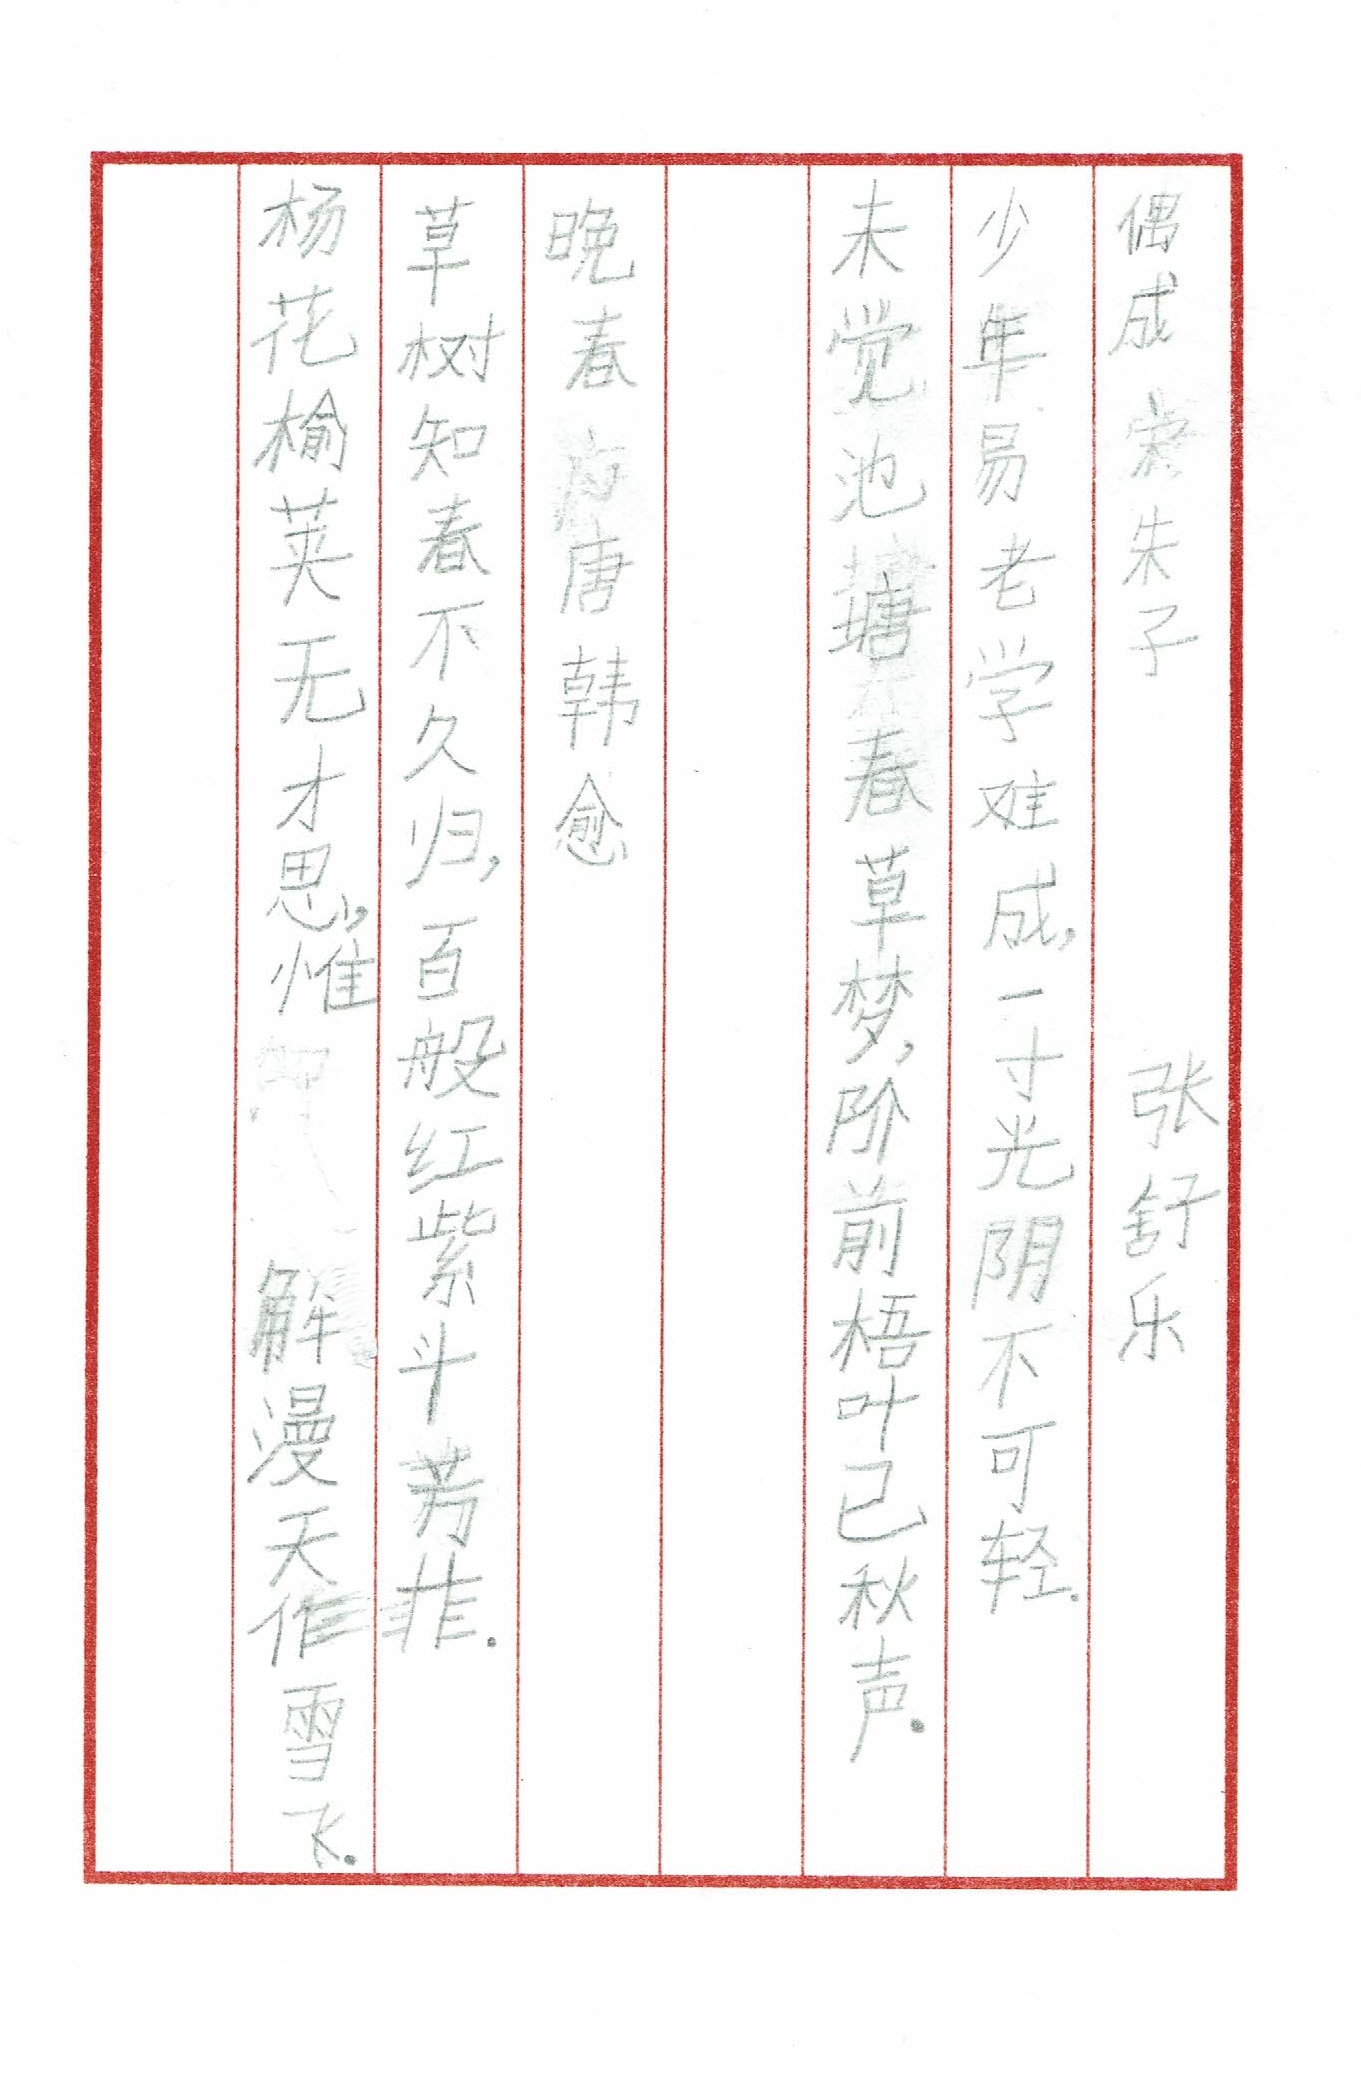 偶成 宋 朱子 张舒乐
少年易老学难成,一寸光阴不可轻.
未觉池塘春草梦,阶前梧叶已秋声.
晚春 唐 韩愈
草树知春不久归,百般红紫斗芳菲.
杨花榆荚无才思,惟解漫天作雪飞.